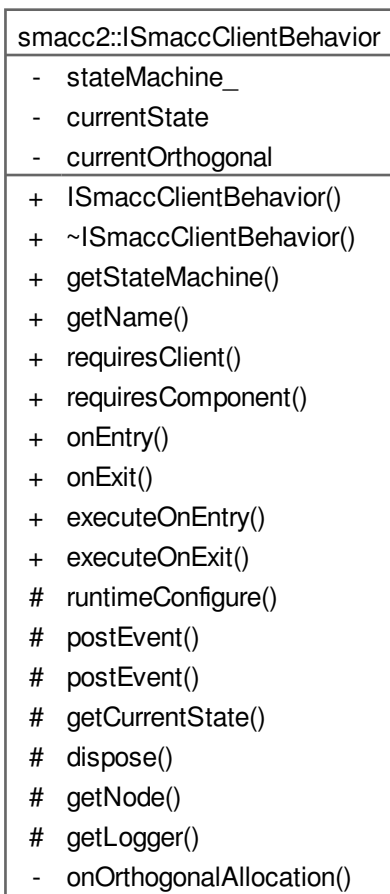 smacc2::ISmaccClientBehavior
- stateMachine_
- currentState
- currentOrthogonal
+ ISmaccClientBehavior()
+ ~ISmaccClientBehavior()
+ getStateMachine()
+ getName()
+ requiresClient()
+ requiresComponent()
+ onEntry()
+ onExit()
+ executeOnEntry()
+ executeOnExit()
# runtimeConfigure()
# postEvent()
# postEvent()
# getCurrentState()
# dispose()
# getNode()
# getLogger()
- onOrthogonalAllocation()